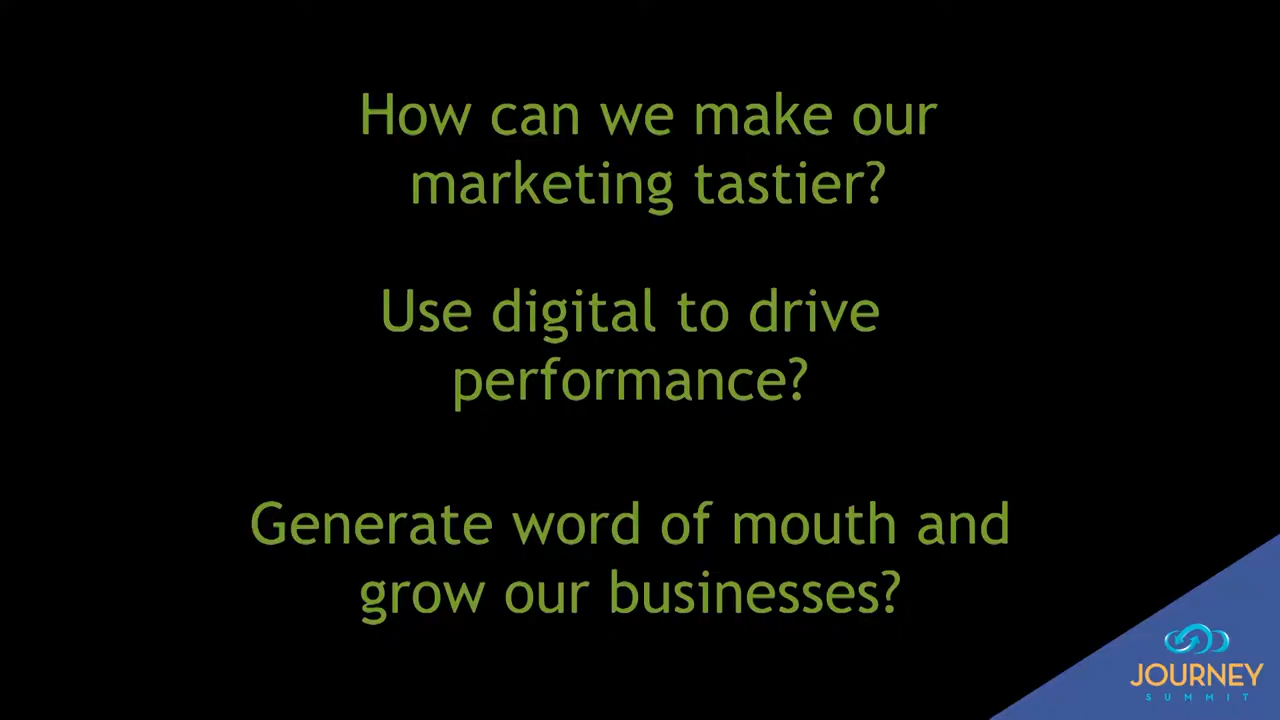 How can we make our
marketing tastier?
Use digital to drive
performance?
Generate word of mouth and
grow our businesses?
JOURNEY
SUMMIT